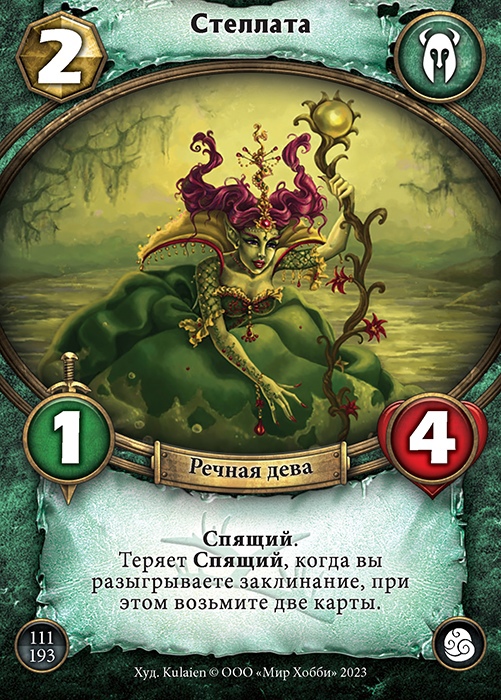 Стеллата
2
1
4
Речная дева
Спящий.
Теряет Спящий, когда вы
разыгрываете заклинание, при
этом возьмите две карты.
111
193
Худ. Kulaien © ООО «Мир Хобби» 2023